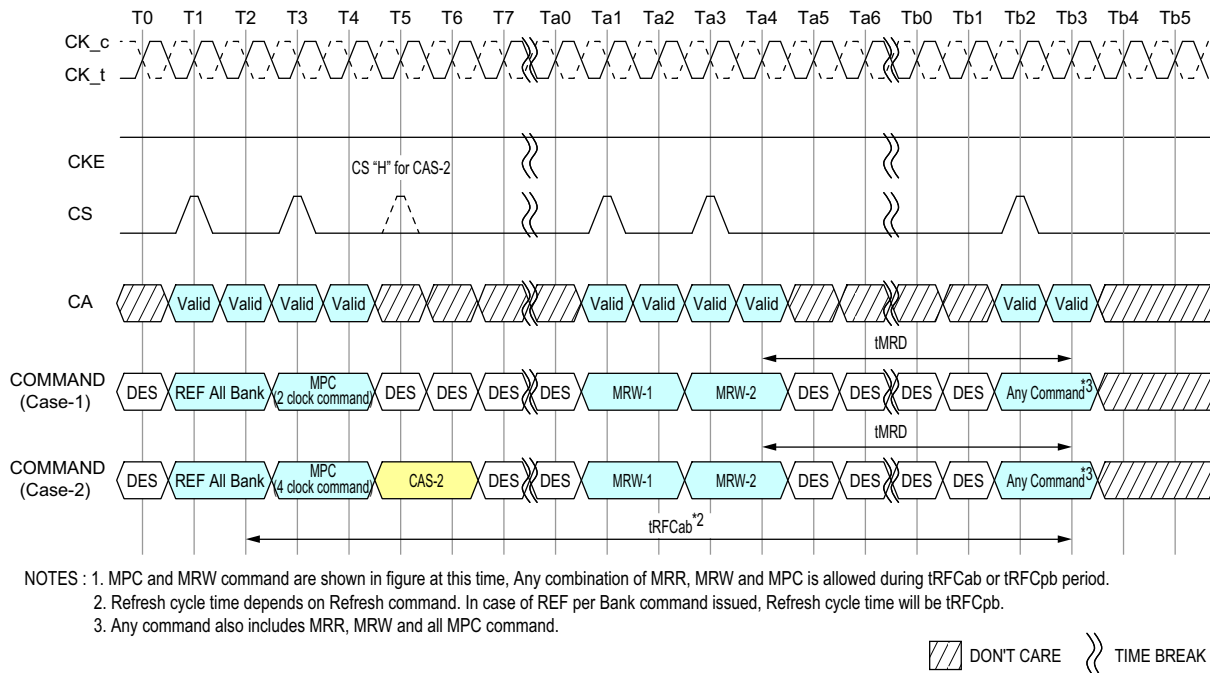 T0 T1 T2 T3 T4 T5 T6 T7 Ta0 Ta1 Ta2 Ta3 Ta4 Ta5 Ta6 Tb0 Tb1 Tb2 Tb3 Tb4 Tb5
CK_c
CK_t
CKE
CS “H” for CAS-2
CS
CA Valid Valid Valid Valid Valid Valid Valid Valid Valid Valid
tMRD
COMMAND
(Case-1)
DES REF All Bank MPC
(2 clock command)
DES DES DES DES MRW-1 MRW-2 DES DES DES DES Any Command*3
tMRD
COMMAND
(Case-2)
DES REF All Bank MPC
(4 clock command)
CAS-2 DES DES MRW-1 MRW-2 DES DES DES DES Any Command*3
tRFCab*2
NOTES : 1. MPC and MRW command are shown in figure at this time, Any combination of MRR, MRW and MPC is allowed during tRFCab or tRFCpb period.
2. Refresh cycle time depends on Refresh command. In case of REF per Bank command issued, Refresh cycle time will be tRFCpb.
3. Any command also includes MRR, MRW and all MPC command.
DON'T CARE TIME BREAK